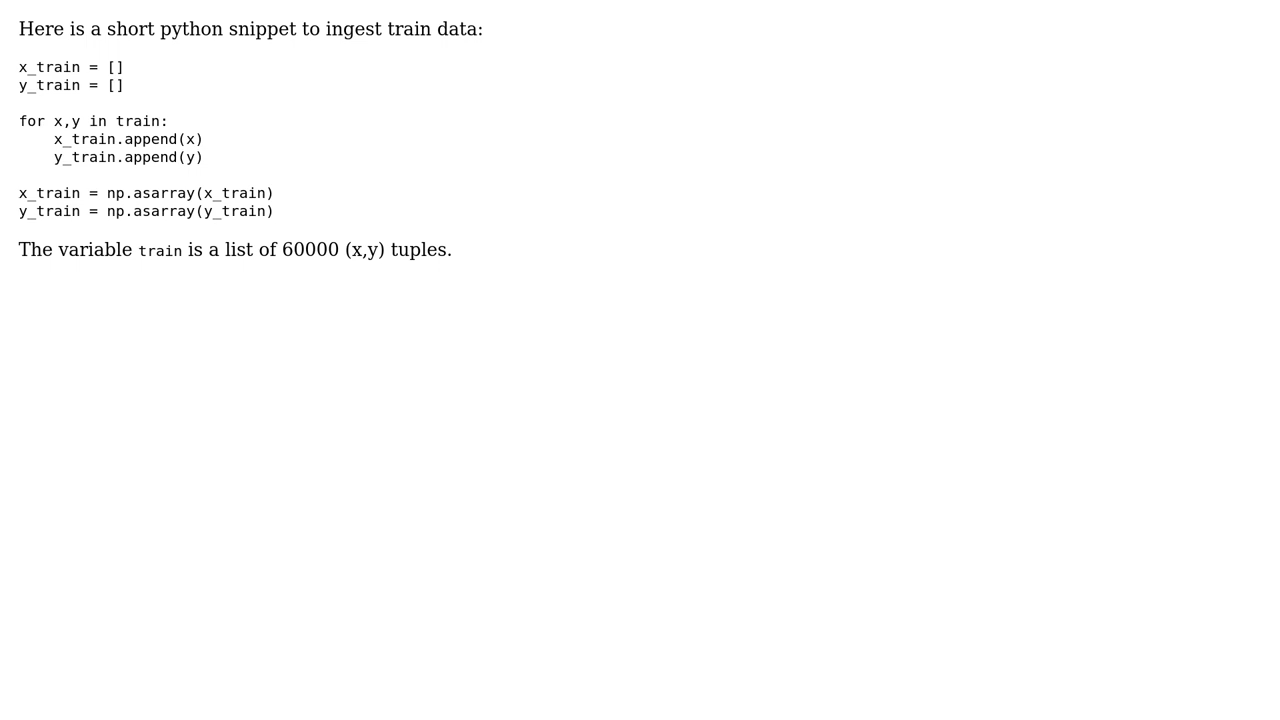 Here is a short python snippet to ingest train data:
x_train = []
y_train = []
for x,y in train:
    x_train.append(x)
    y_train.append(y)
x_train = np.asarray(x_train)
y_train = np.asarray(y_train)
The variable train is a list of 60000 (x,y) tuples.